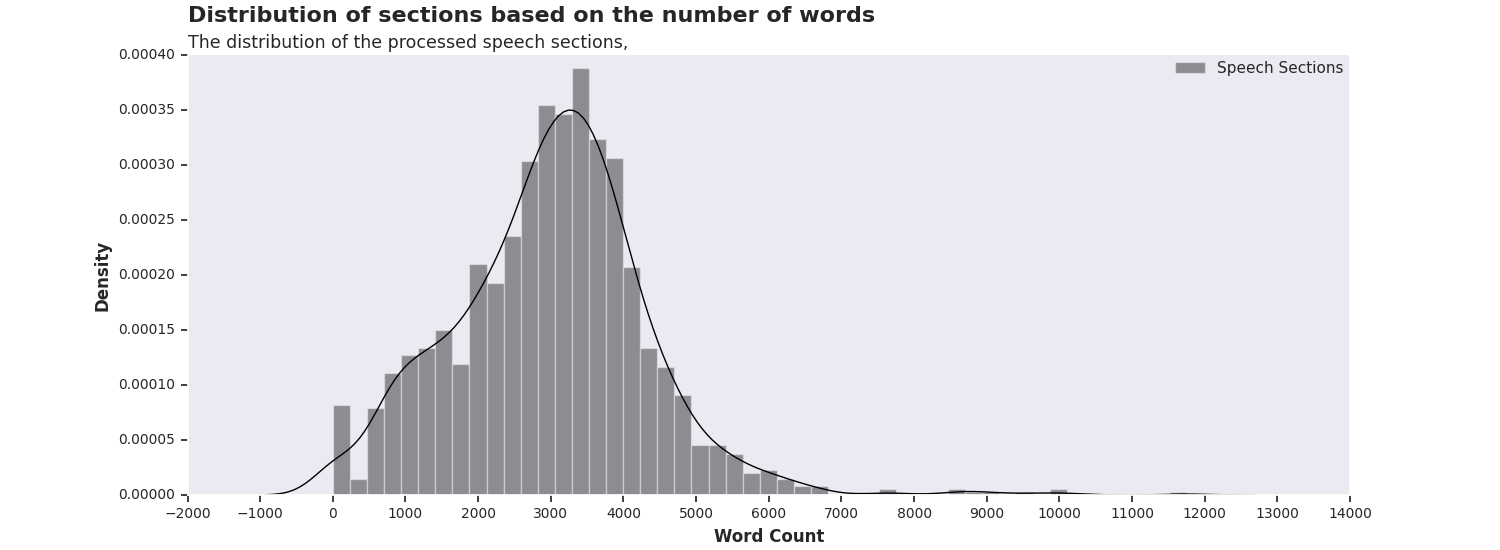 Distribution of sections based on the number of words
The distribution of the processed speech sections,
Speech Sections
0.00040
0.00035
0.00030
0.00025
0.00020
0.00015
0.00010
0.00005
0.00000
Density
−2000 −1000 0 1000 2000 3000 4000 5000 6000 7000 8000 9000 10000 11000 12000 13000 14000
Word Count